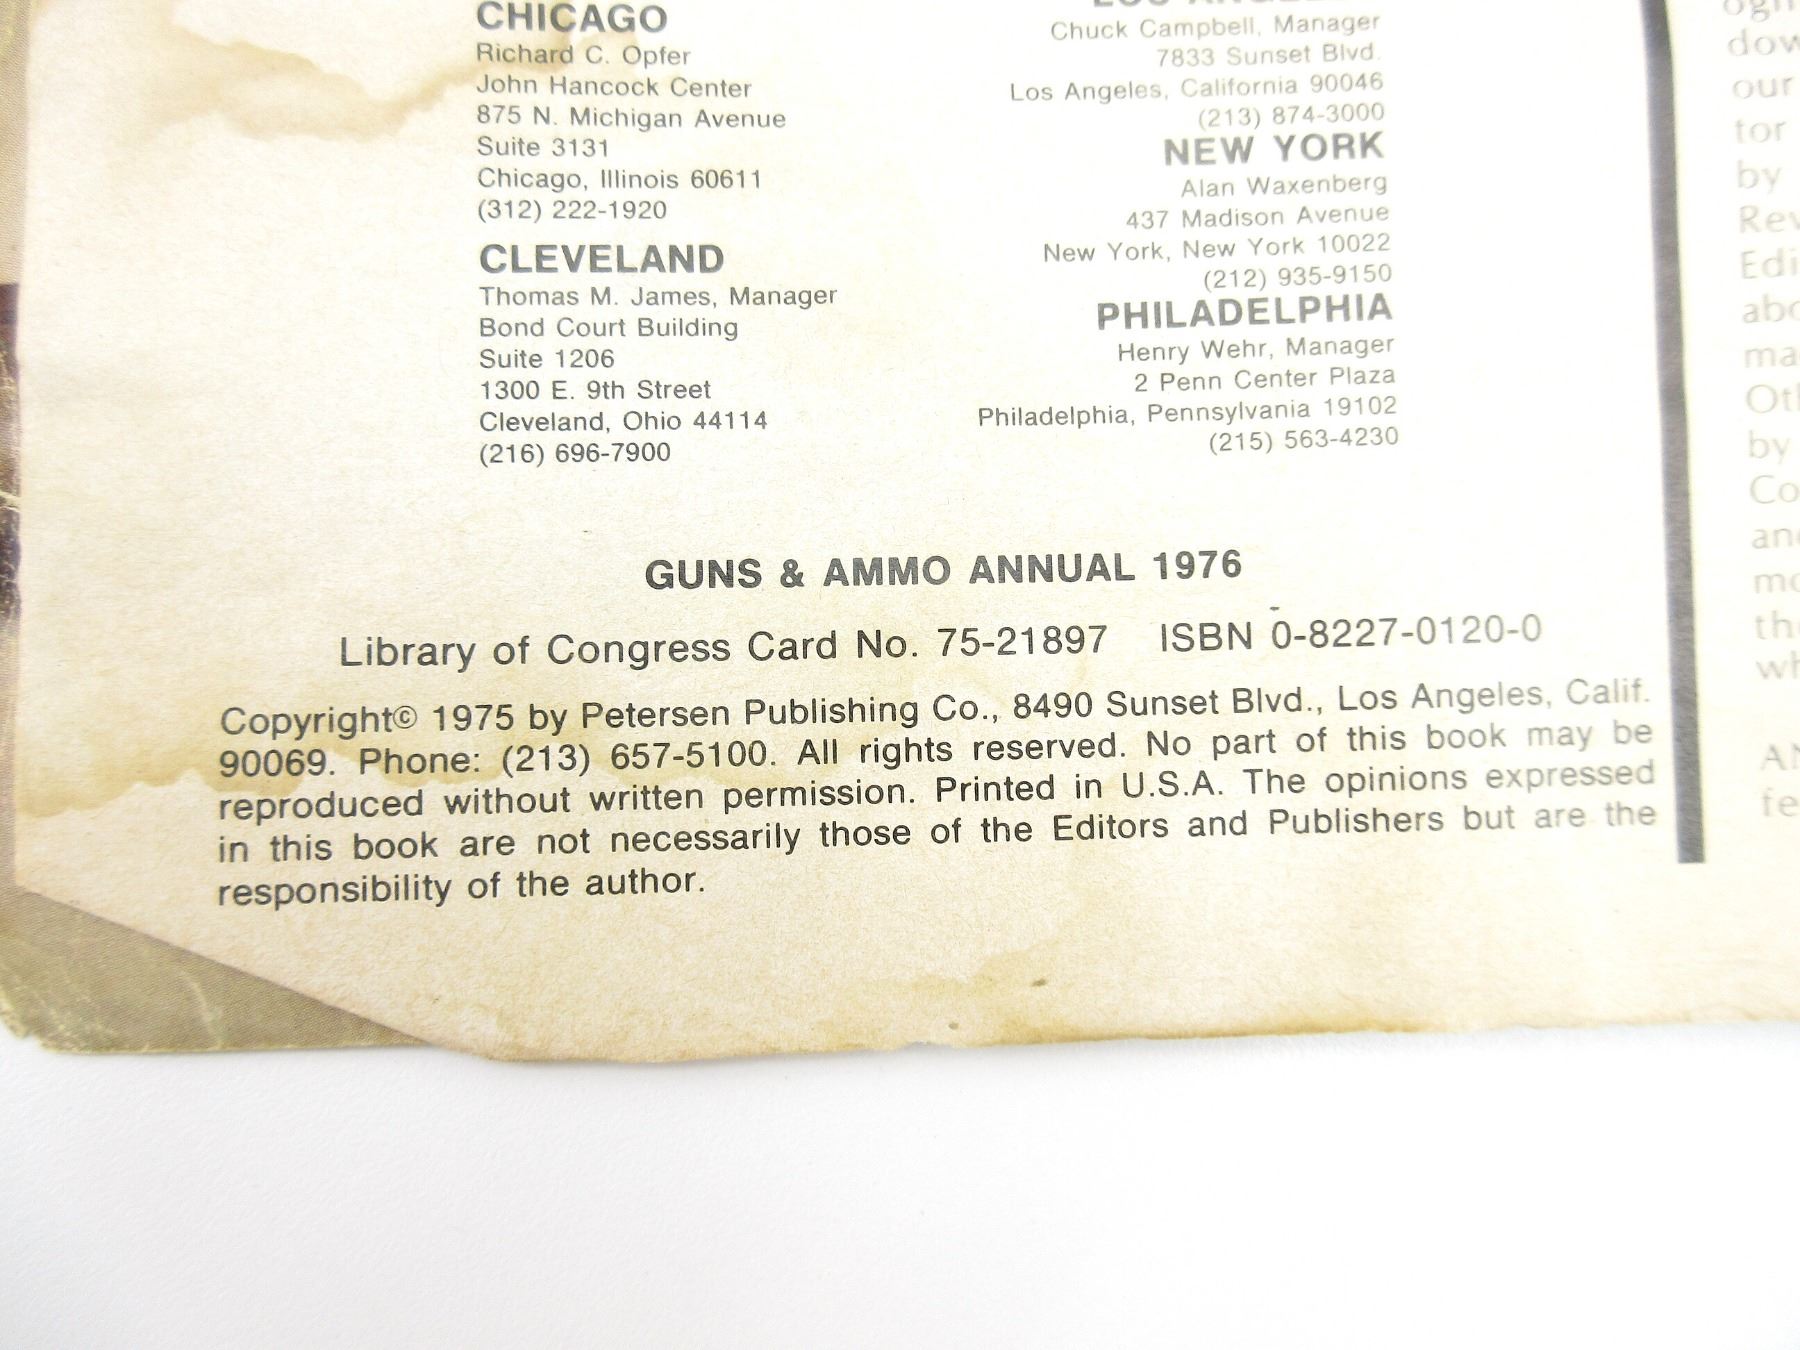 CHICAGO
Richard C. Opfer
John Hancock Center
875 N. Michigan Avenue
Suite 3131
Chicago, Illinois 60611
(312) 222-1920
CLEVELAND
Thomas M. James, Manager
Bond Court Building
Suite 1206
1300 E. 9th Street
Cleveland, Ohio 44114
(216) 696-7900
LOS ANGELES
Chuck Campbell, Manager
7833 Sunset Blvd.
Los Angeles, California 90046
(213) 874-3000
NEW YORK
Alan Waxenberg
437 Madison Avenue
New York, New York 10022
(212) 935-9150
PHILADELPHIA
Henry Wehr, Manager
2 Penn Center Plaza
Philadelphia, Pennsylvania 19102
(215) 563-4230
GUNS & AMMO ANNUAL 1976
Library of Congress Card No. 75-21897 ISBN 0-8227-0120-0
Copyright© 1975 by Petersen Publishing Co., 8490 Sunset Blvd., Los Angeles, Calif.
90069. Phone: (213) 657-5100. All rights reserved. No part of this book may be
reproduced without written permission. Printed in U.S.A. The opinions expressed
in this book are not necessarily those of the Editors and Publishers but are the
responsibility of the author.
our
tor
by
by